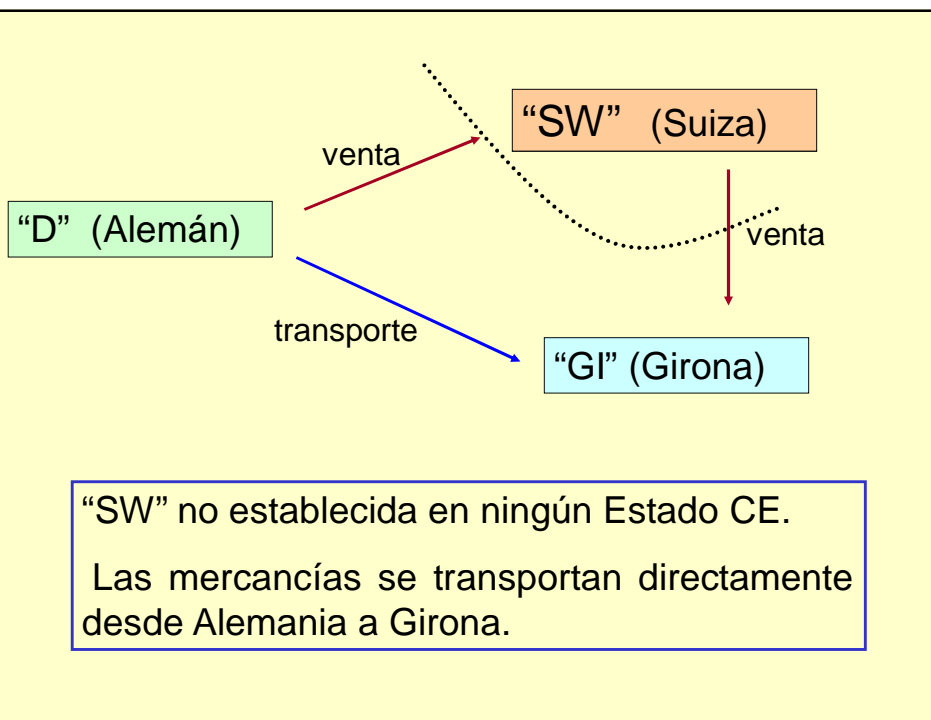 “SW” (Suiza)
venta
“D” (Alemán)
venta
transporte
“GI” (Girona)
“SW” no establecida en ningún Estado CE.
Las mercancías se transportan directamente
desde Alemania a Girona.